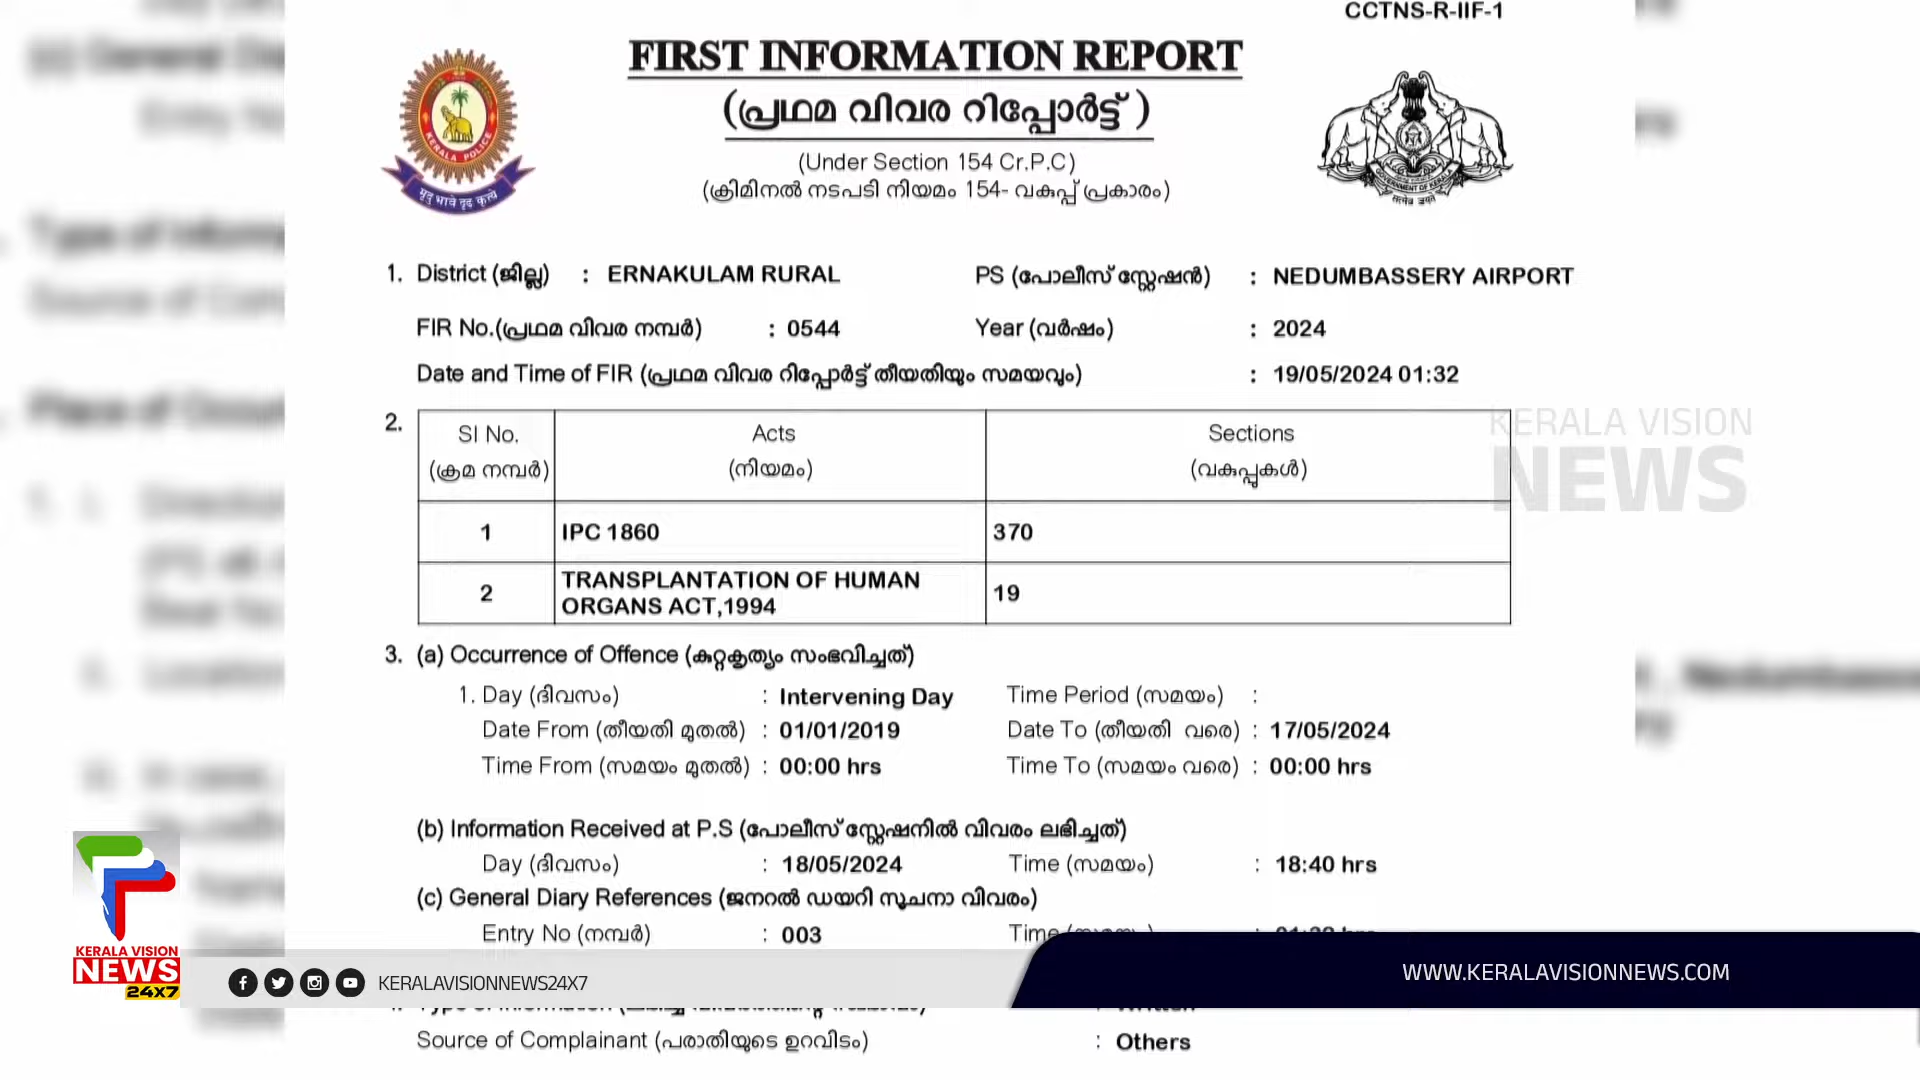 CCTNS-R-IIF-1
FIRST INFORMATION REPORT
(പ്രഥമ വിവര റിപ്പോർട്ട് )
(Under Section 154 Cr.P.C)
(ക്രിമിനൽ നടപടി നിയമം 154- വകുപ്പ് പ്രകാരം)
KERALA POLICE
मृदु भावे दृढ कृत्ये
GOVERNMENT OF KERALA
1. District (ജില്ല) : ERNAKULAM RURAL PS (പോലീസ് സ്റ്റേഷൻ) : NEDUMBASSERY AIRPORT
FIR No.(പ്രഥമ വിവര നമ്പർ) : 0544 Year (വർഷം) : 2024
Date and Time of FIR (പ്രഥമ വിവര റിപ്പോർട്ട് തീയതിയും സമയവും) : 19/05/2024 01:32
2. Sl No. Acts Sections
(ക്രമ നമ്പർ) (നിയമം) (വകുപ്പുകൾ)
1 IPC 1860 370
2 TRANSPLANTATION OF HUMAN ORGANS ACT,1994 19
KERALA VISION
NEWS
3. (a) Occurrence of Offence (കുറ്റകൃത്യം സംഭവിച്ചത്)
1. Day (ദിവസം) : Intervening Day Time Period (സമയം) :
Date From (തീയതി മുതൽ) : 01/01/2019 Date To (തീയതി വരെ) : 17/05/2024
Time From (സമയം മുതൽ) : 00:00 hrs Time To (സമയം വരെ) : 00:00 hrs
(b) Information Received at P.S (പോലീസ് സ്റ്റേഷനിൽ വിവരം ലഭിച്ചത്)
Day (ദിവസം) : 18/05/2024 Time (സമയം) : 18:40 hrs
(c) General Diary References (ജനറൽ ഡയറി സൂചനാ വിവരം)
Entry No (നമ്പർ) : 003 Time
KERALA VISION
NEWS
24X7
KERALAVISIONNEWS24X7
WWW.KERALAVISIONNEWS.COM
Source of Complainant (പരാതിയുടെ ഉറവിടം) : Others